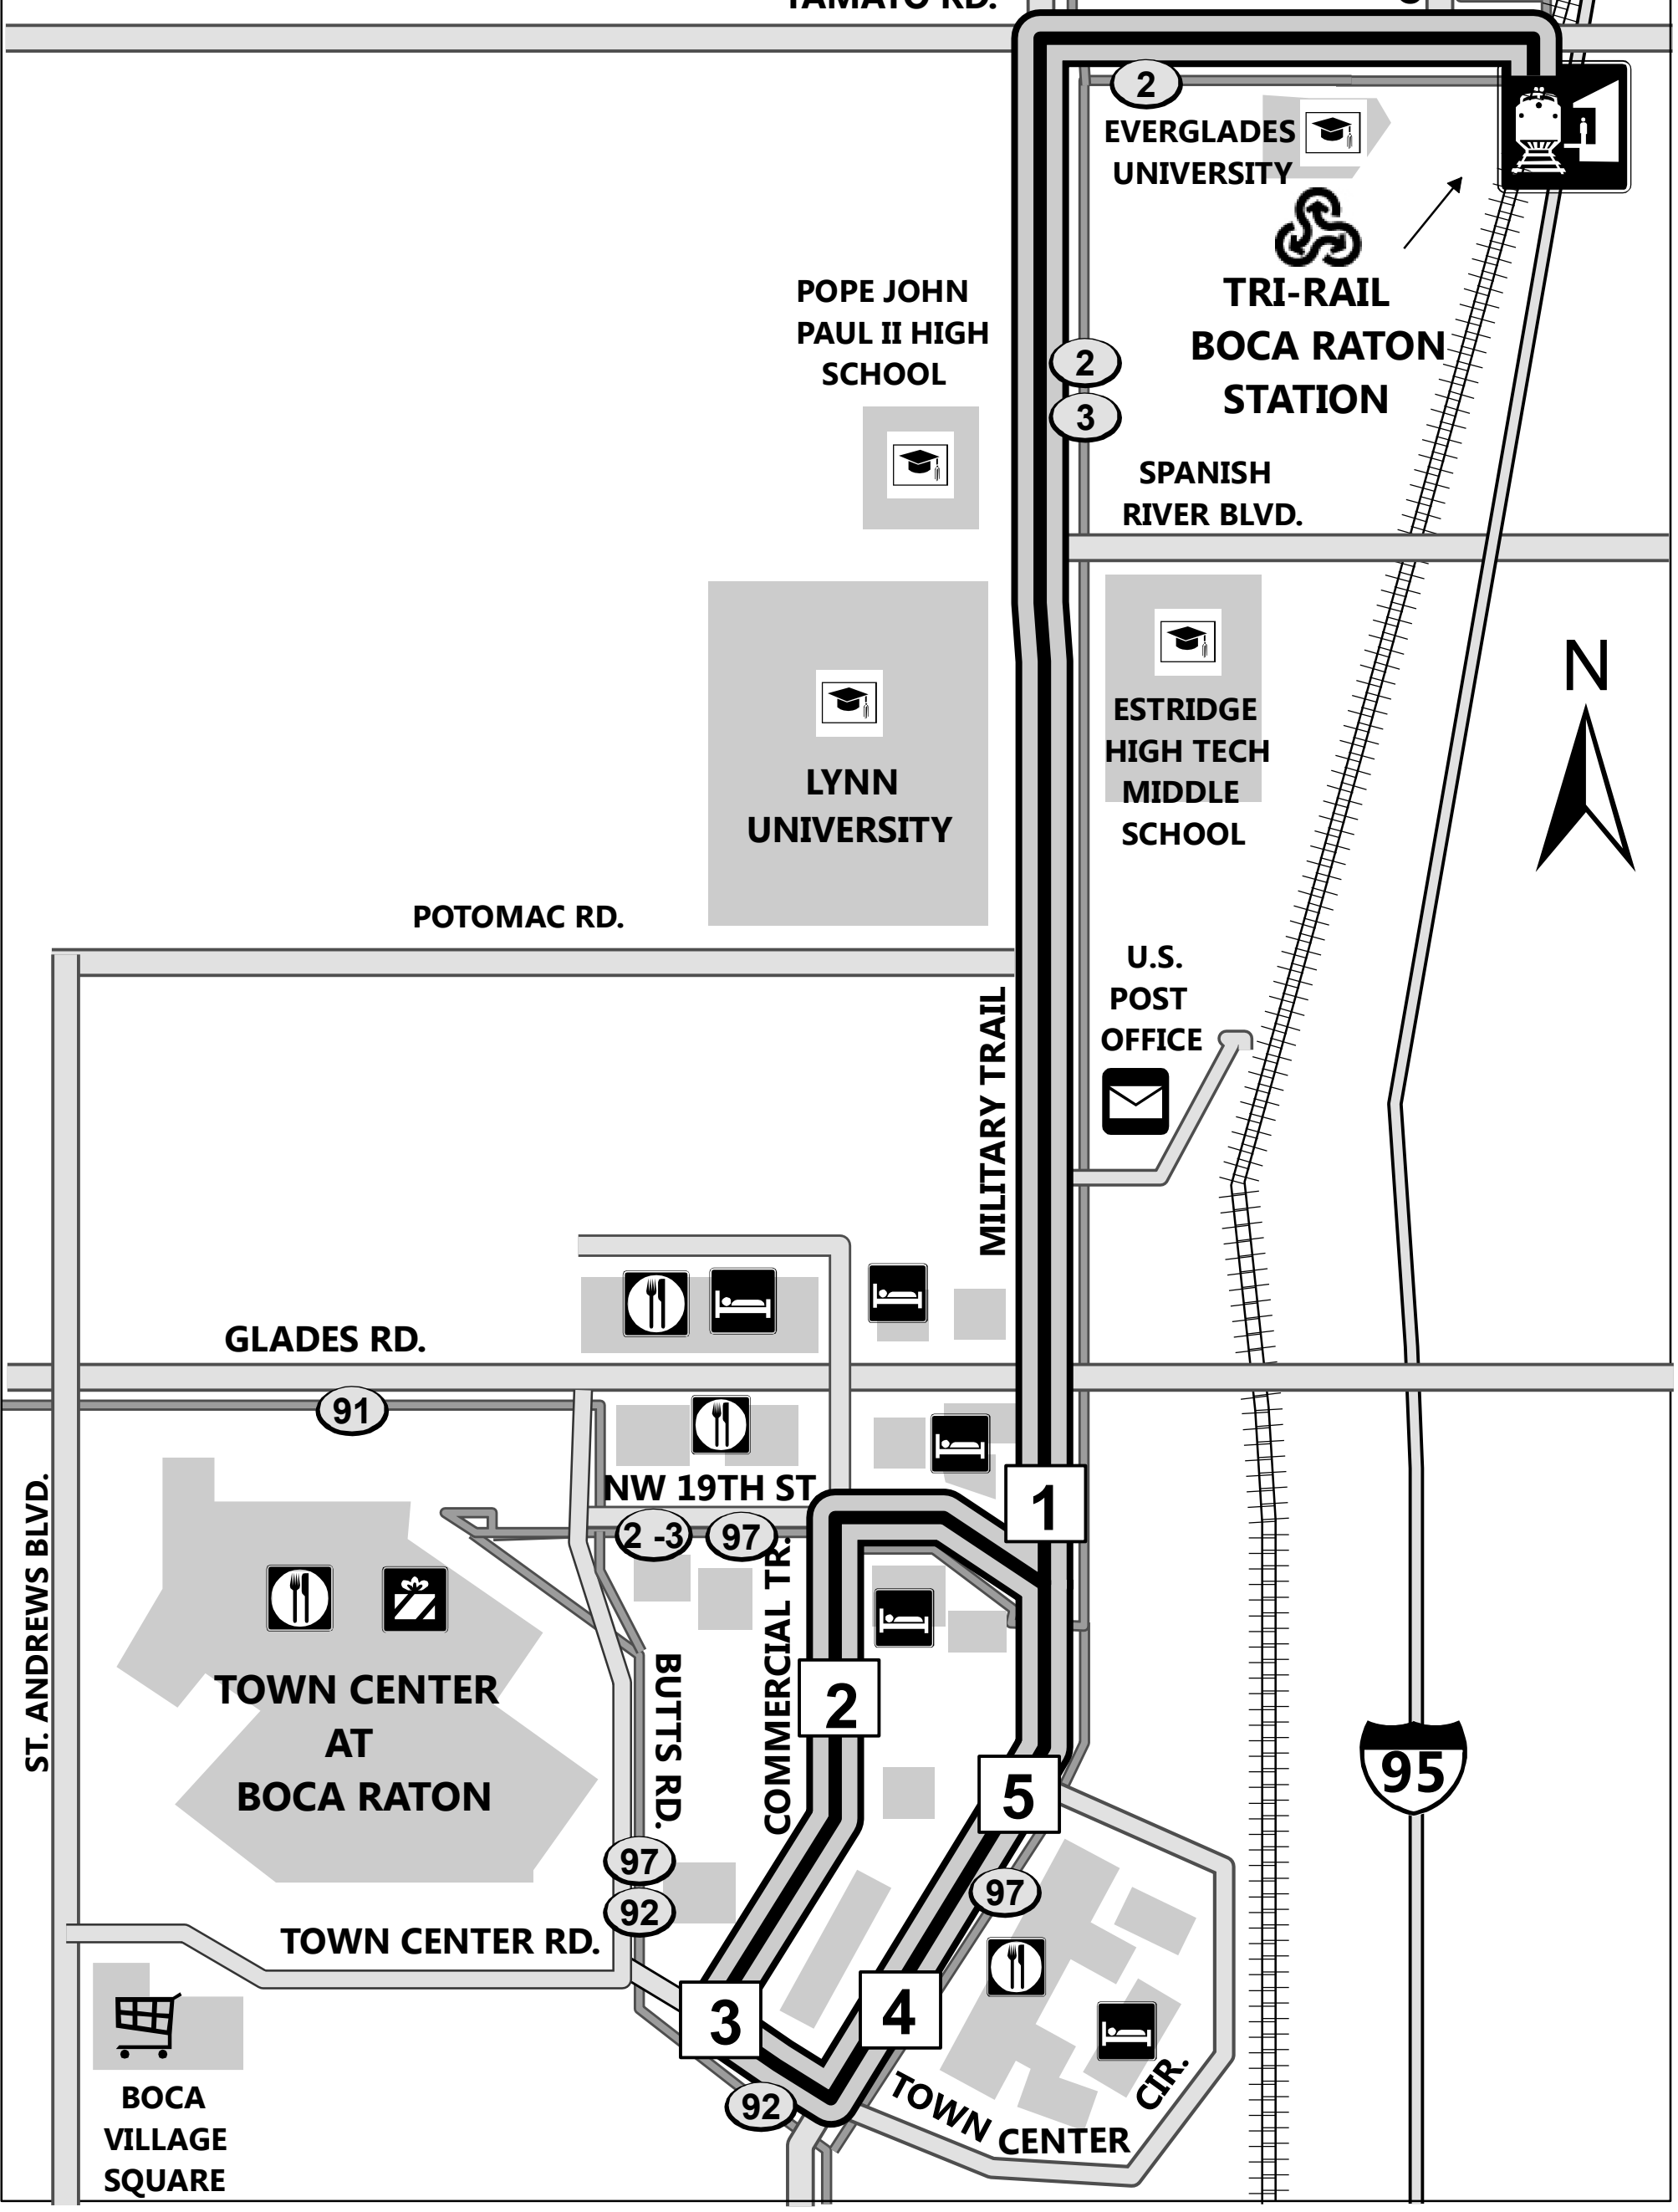 YAMATO RD.
2
EVERGLADES
UNIVERSITY
TRI-RAIL
BOCA RATON
STATION
POPE JOHN
PAUL II HIGH
SCHOOL
2
3
SPANISH
RIVER BLVD.
N
ESTRIDGE
HIGH TECH
MIDDLE
SCHOOL
LYNN
UNIVERSITY
POTOMAC RD.
U.S.
POST
OFFICE
MILITARY TRAIL
GLADES RD.
91
NW 19TH ST
1
2 -3
97
ST. ANDREWS BLVD.
COMMERCIAL TR.
BUTTS RD.
2
TOWN CENTER
AT
BOCA RATON
5
95
97
92
97
TOWN CENTER RD.
3
4
92
TOWN CENTER CIR.
BOCA
VILLAGE
SQUARE